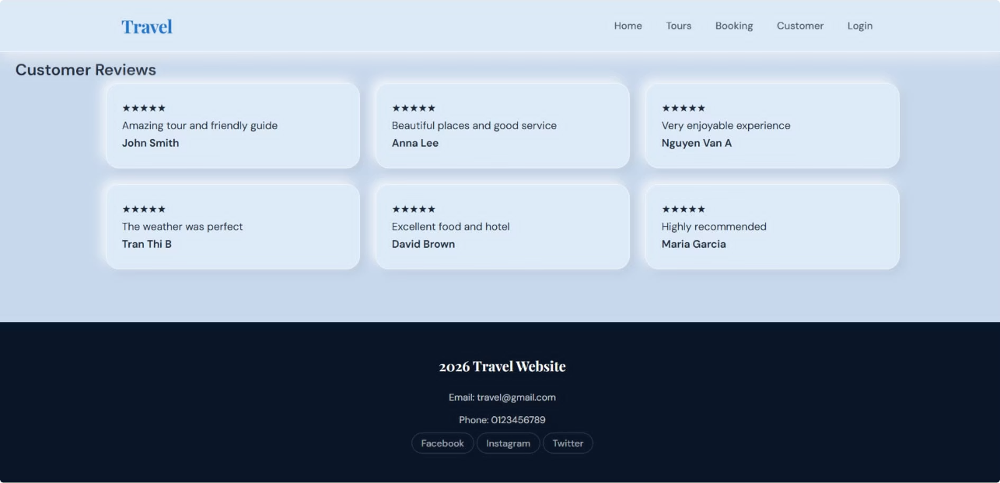 Travel
Home Tours Booking Customer Login
Customer Reviews
★★★★★
Amazing tour and friendly guide
John Smith
★★★★★
Beautiful places and good service
Anna Lee
★★★★★
Very enjoyable experience
Nguyen Van A
★★★★★
The weather was perfect
Tran Thi B
★★★★★
Excellent food and hotel
David Brown
★★★★★
Highly recommended
Maria Garcia
2026 Travel Website
Email: travel@gmail.com
Phone: 0123456789
Facebook Instagram Twitter